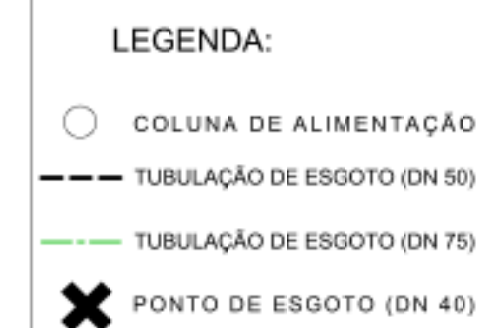 LEGENDA:
COLUNA DE ALIMENTAÇÃO
TUBULAÇÃO DE ESGOTO (DN 50)
TUBULAÇÃO DE ESGOTO (DN 75)
PONTO DE ESGOTO (DN 40)